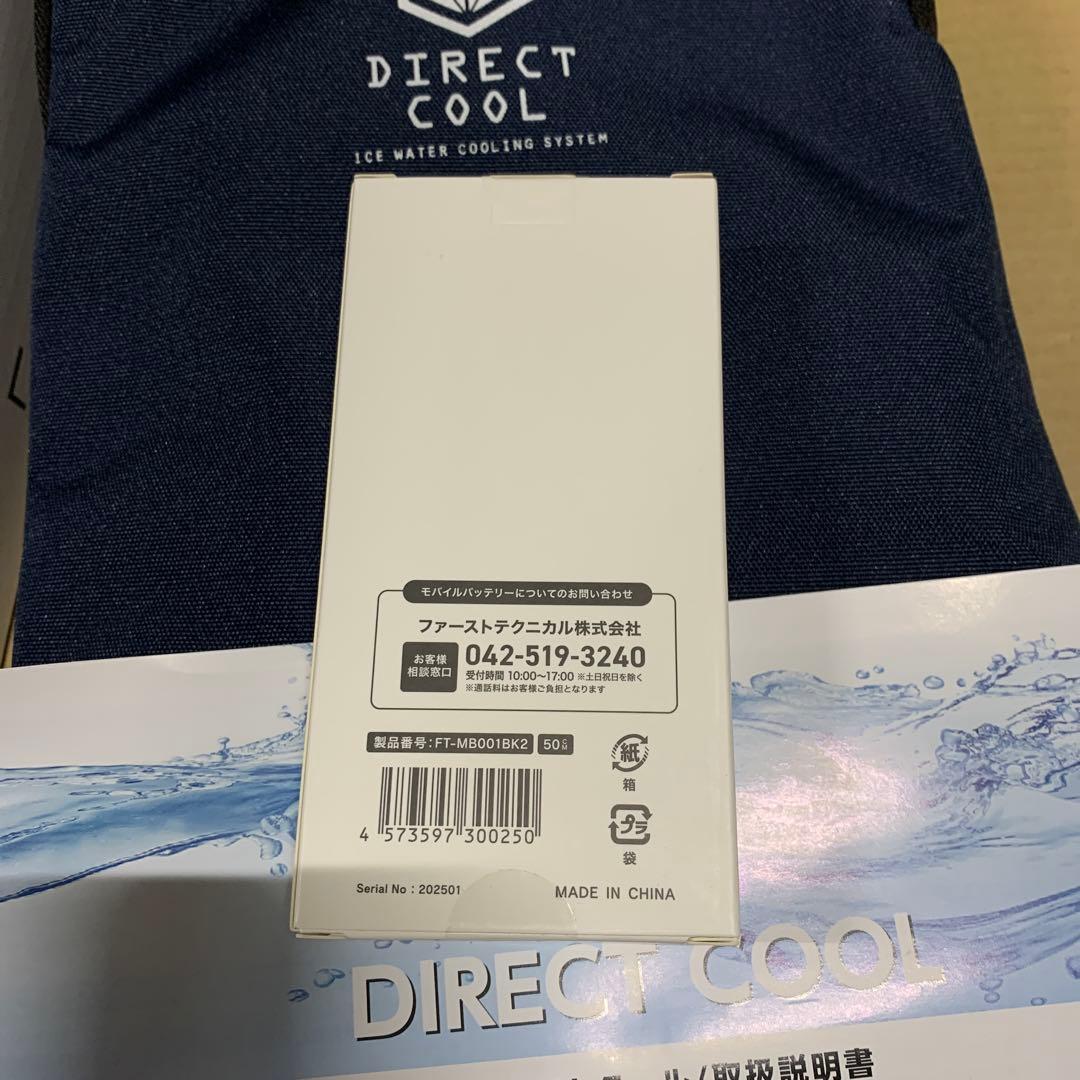 DIRECT
COOL
ICE WATER COOLING SYSTEM
モバイルバッテリーについてのお問い合わせ
ファーストテクニカル株式会社
お客様
相談窓口
042-519-3240
受付時間 10:00〜17:00 ※土日祝日を除く
※通話料はお客様ご負担となります
製品番号:FT-MB001BK2
50CM
紙
箱
プラ
袋
4 573597 300250
Serial No : 202501
MADE IN CHINA
DIRECT COOL
ル/取扱説明書